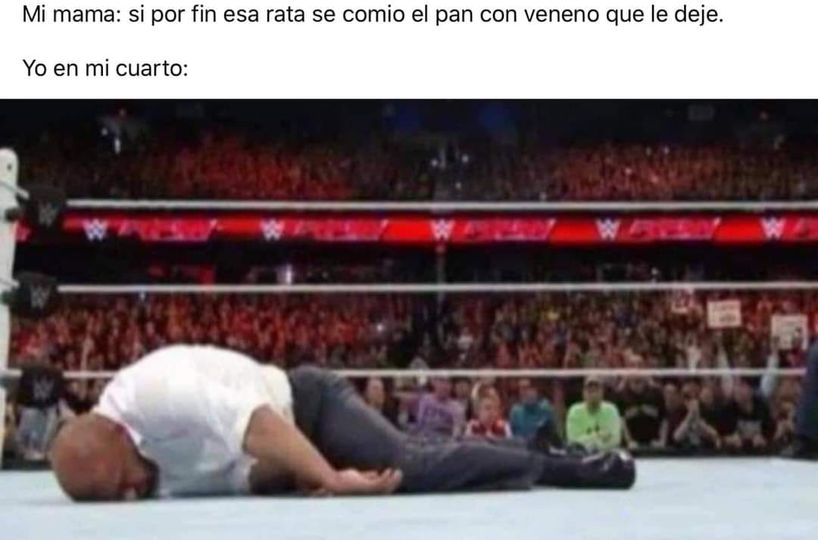 Mi mama: si por fin esa rata se comio el pan con veneno que le deje.
Yo en mi cuarto: